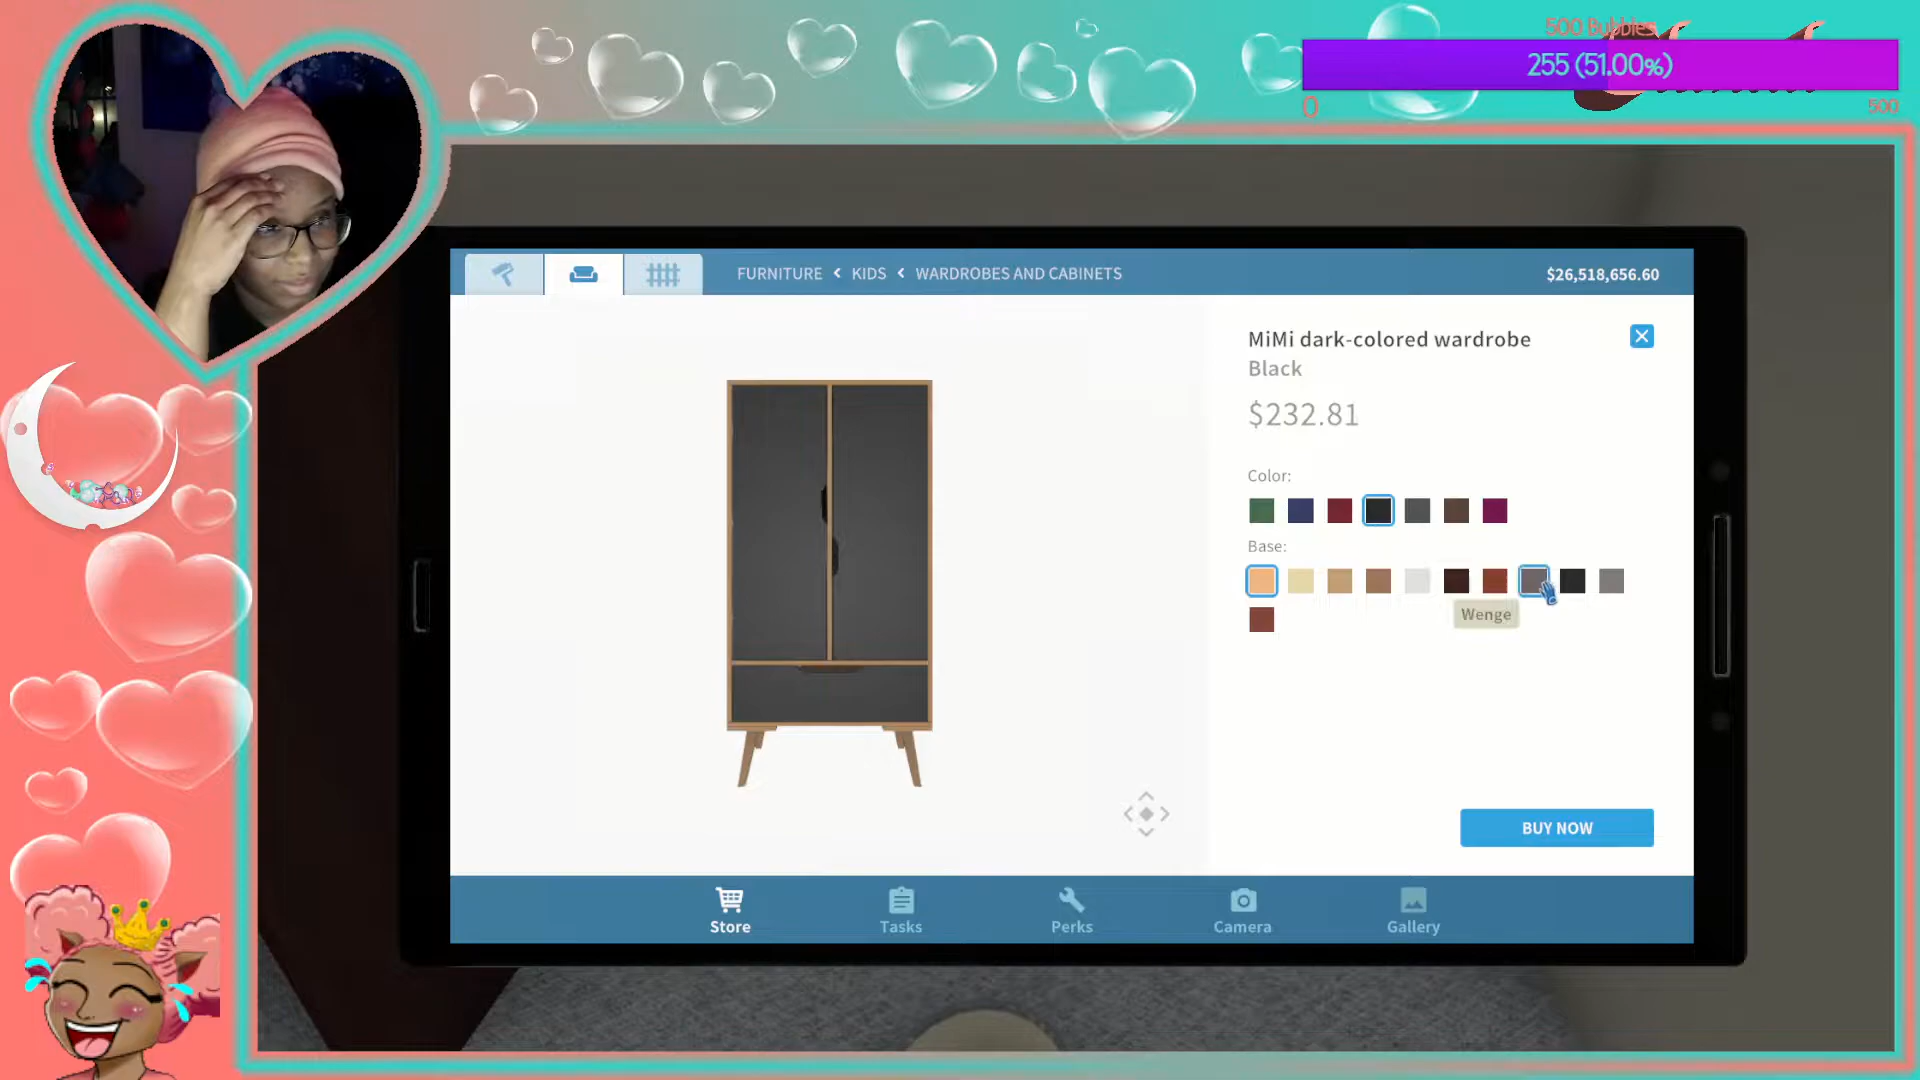 500 Bubbles
255 (51.00%)
0
500
FURNITURE < KIDS < WARDROBES AND CABINETS
$26,518,656.60
MiMi dark-colored wardrobe
Black
$232.81
Color:
Base:
Wenge
BUY NOW
Store
Tasks
Perks
Camera
Gallery